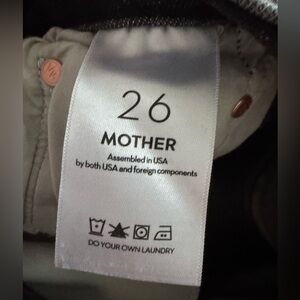 26
MOTHER
Assembled in USA
by both USA and foreign components
DO YOUR OWN LAUNDRY